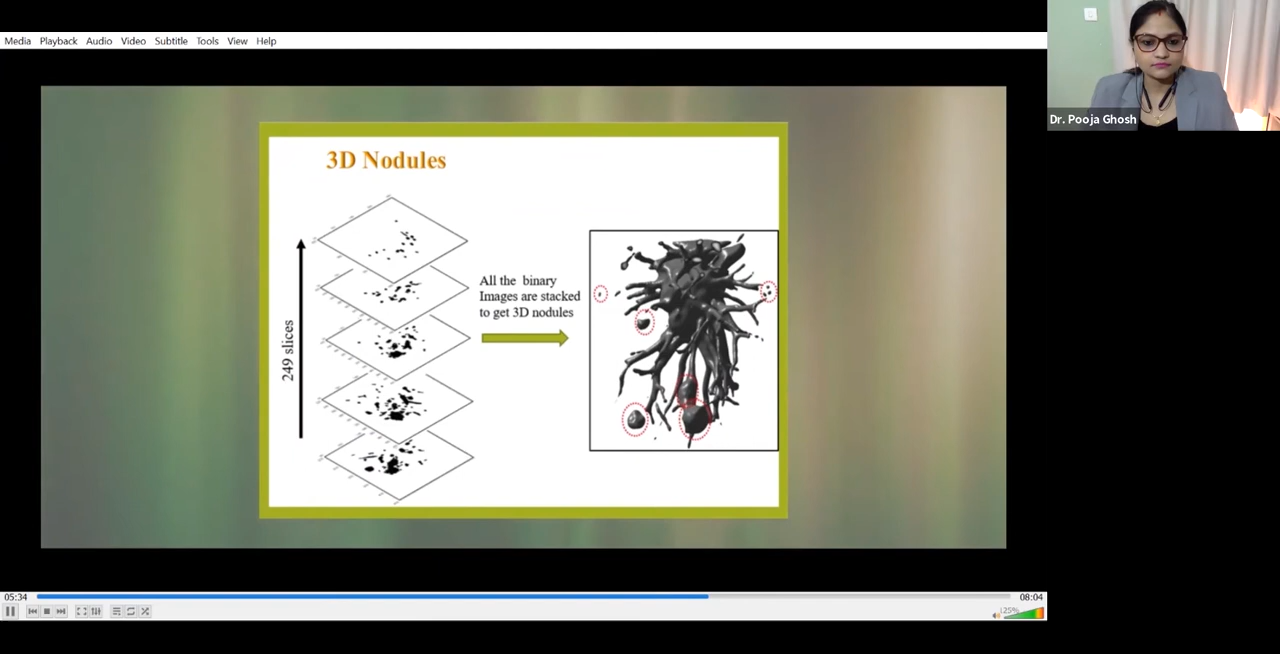 Media Playback Audio Video Subtitle Tools View Help
Dr. Pooja Ghosh
3D Nodules
249 slices
All the binary
Images are stacked
to get 3D nodules
05:34
08:04
125%